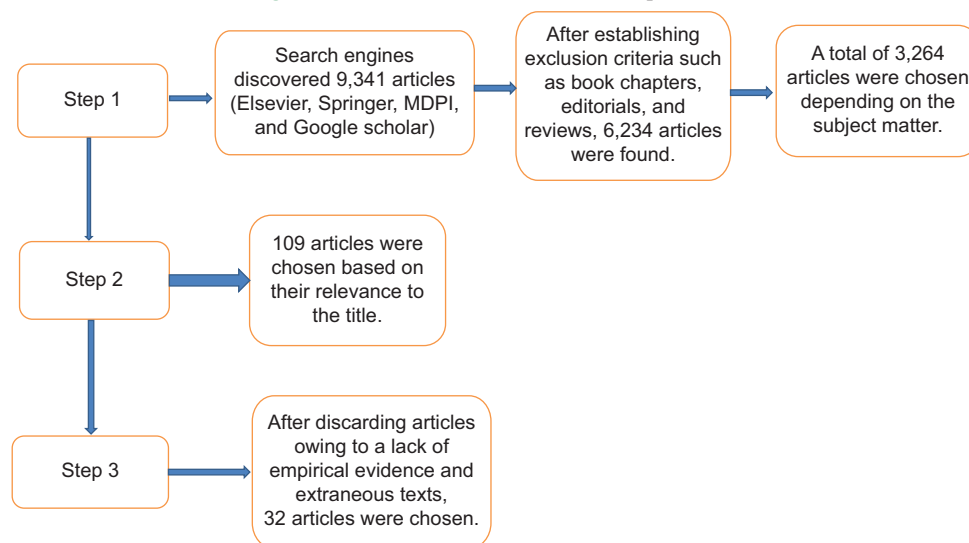 Step 1
Search engines
discovered 9,341 articles
(Elsevier, Springer, MDPI,
and Google scholar)
After establishing
exclusion criteria such
as book chapters,
editorials, and
reviews, 6,234 articles
were found.
A total of 3,264
articles were chosen
depending on the
subject matter.
Step 2
109 articles were
chosen based on
their relevance to
the title.
Step 3
After discarding articles
owing to a lack of
empirical evidence and
extraneous texts,
32 articles were chosen.